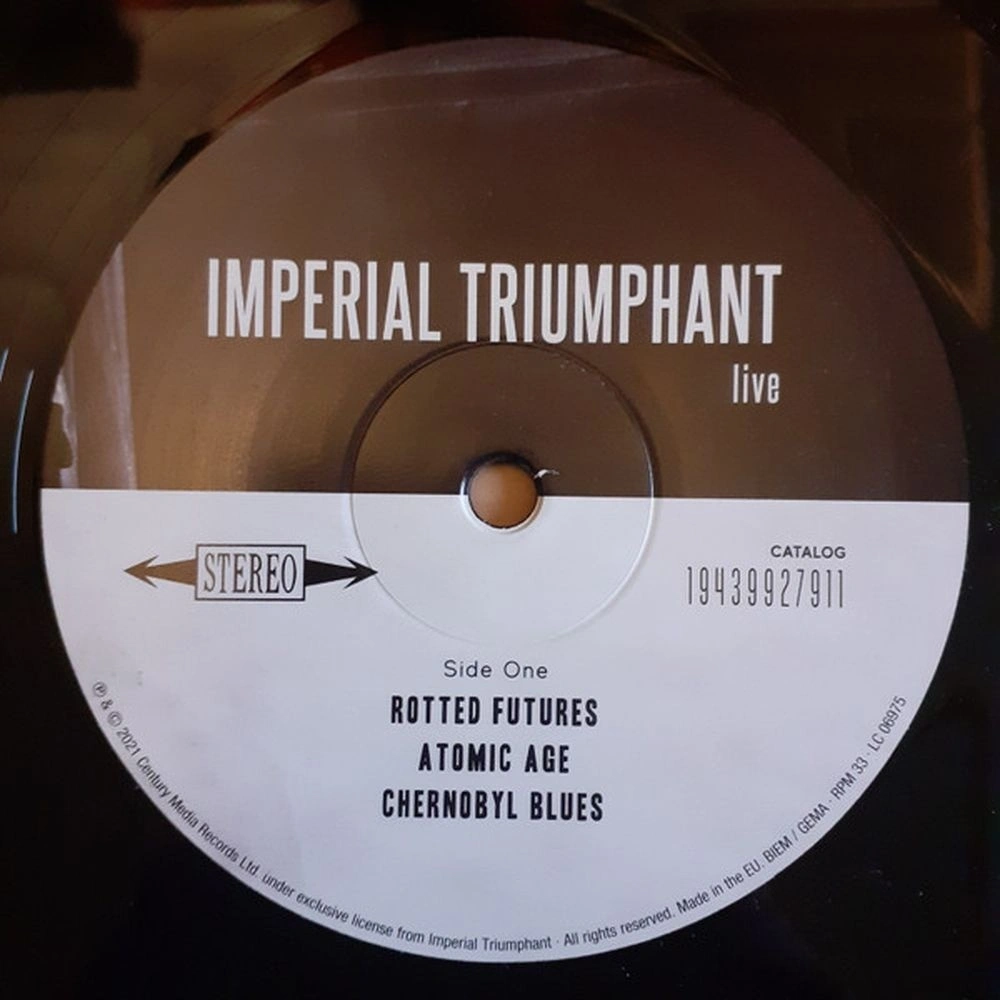 IMPERIAL TRIUMPHANT
live
STEREO
CATALOG
19439927911
Side One
ROTTED FUTURES
ATOMIC AGE
CHERNOBYL BLUES
℗ & © 2021 Century Media Records Ltd. under exclusive license from Imperial Triumphant · All rights reserved. Made in the EU. BIEM / GEMA · RPM 33 · LC 06975